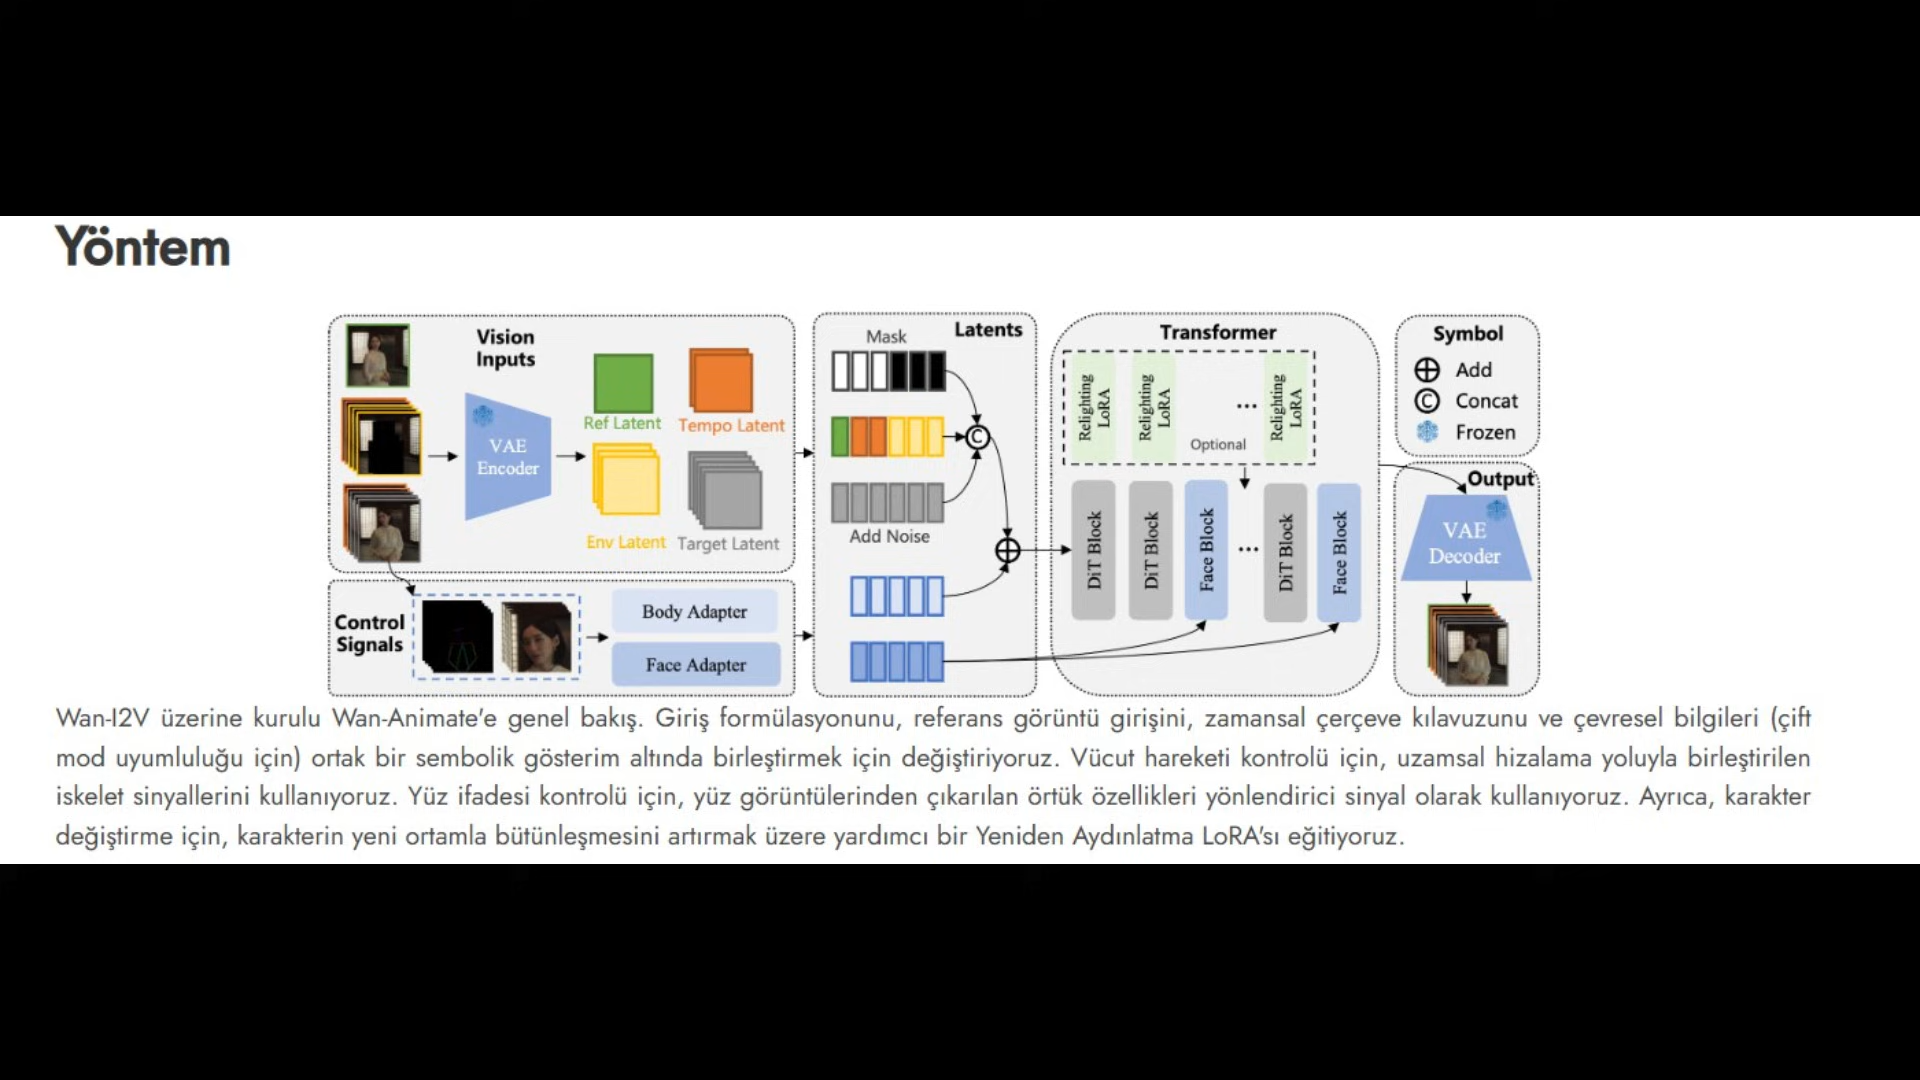 Yöntem
Vision
Inputs
VAE
Encoder
Ref Latent
Tempo Latent
Env Latent
Target Latent
Control
Signals
Body Adapter
Face Adapter
Latents
Mask
C
Add Noise
Transformer
Relighting
LoRA
Relighting
LoRA
...
Relighting
LoRA
Optional
DiT Block
DiT Block
Face Block
...
DiT Block
Face Block
Symbol
Add
C Concat
Frozen
Output
VAE
Decoder
Wan-I2V üzerine kurulu Wan-Animate'e genel bakış. Giriş formülasyonunu, referans görüntü girişini, zamansal çerçeve kılavuzunu ve çevresel bilgileri (çift
mod uyumluluğu için) ortak bir sembolik gösterim altında birleştirmek için değiştiriyoruz. Vücut hareketi kontrolü için, uzamsal hizalama yoluyla birleştirilen
iskelet sinyallerini kullanıyoruz. Yüz ifadesi kontrolü için, yüz görüntülerinden çıkarılan örtük özellikleri yönlendirici sinyal olarak kullanıyoruz. Ayrıca, karakter
değiştirme için, karakterin yeni ortamla bütünleşmesini artırmak üzere yardımcı bir Yeniden Aydınlatma LoRA'sı eğitiyoruz.